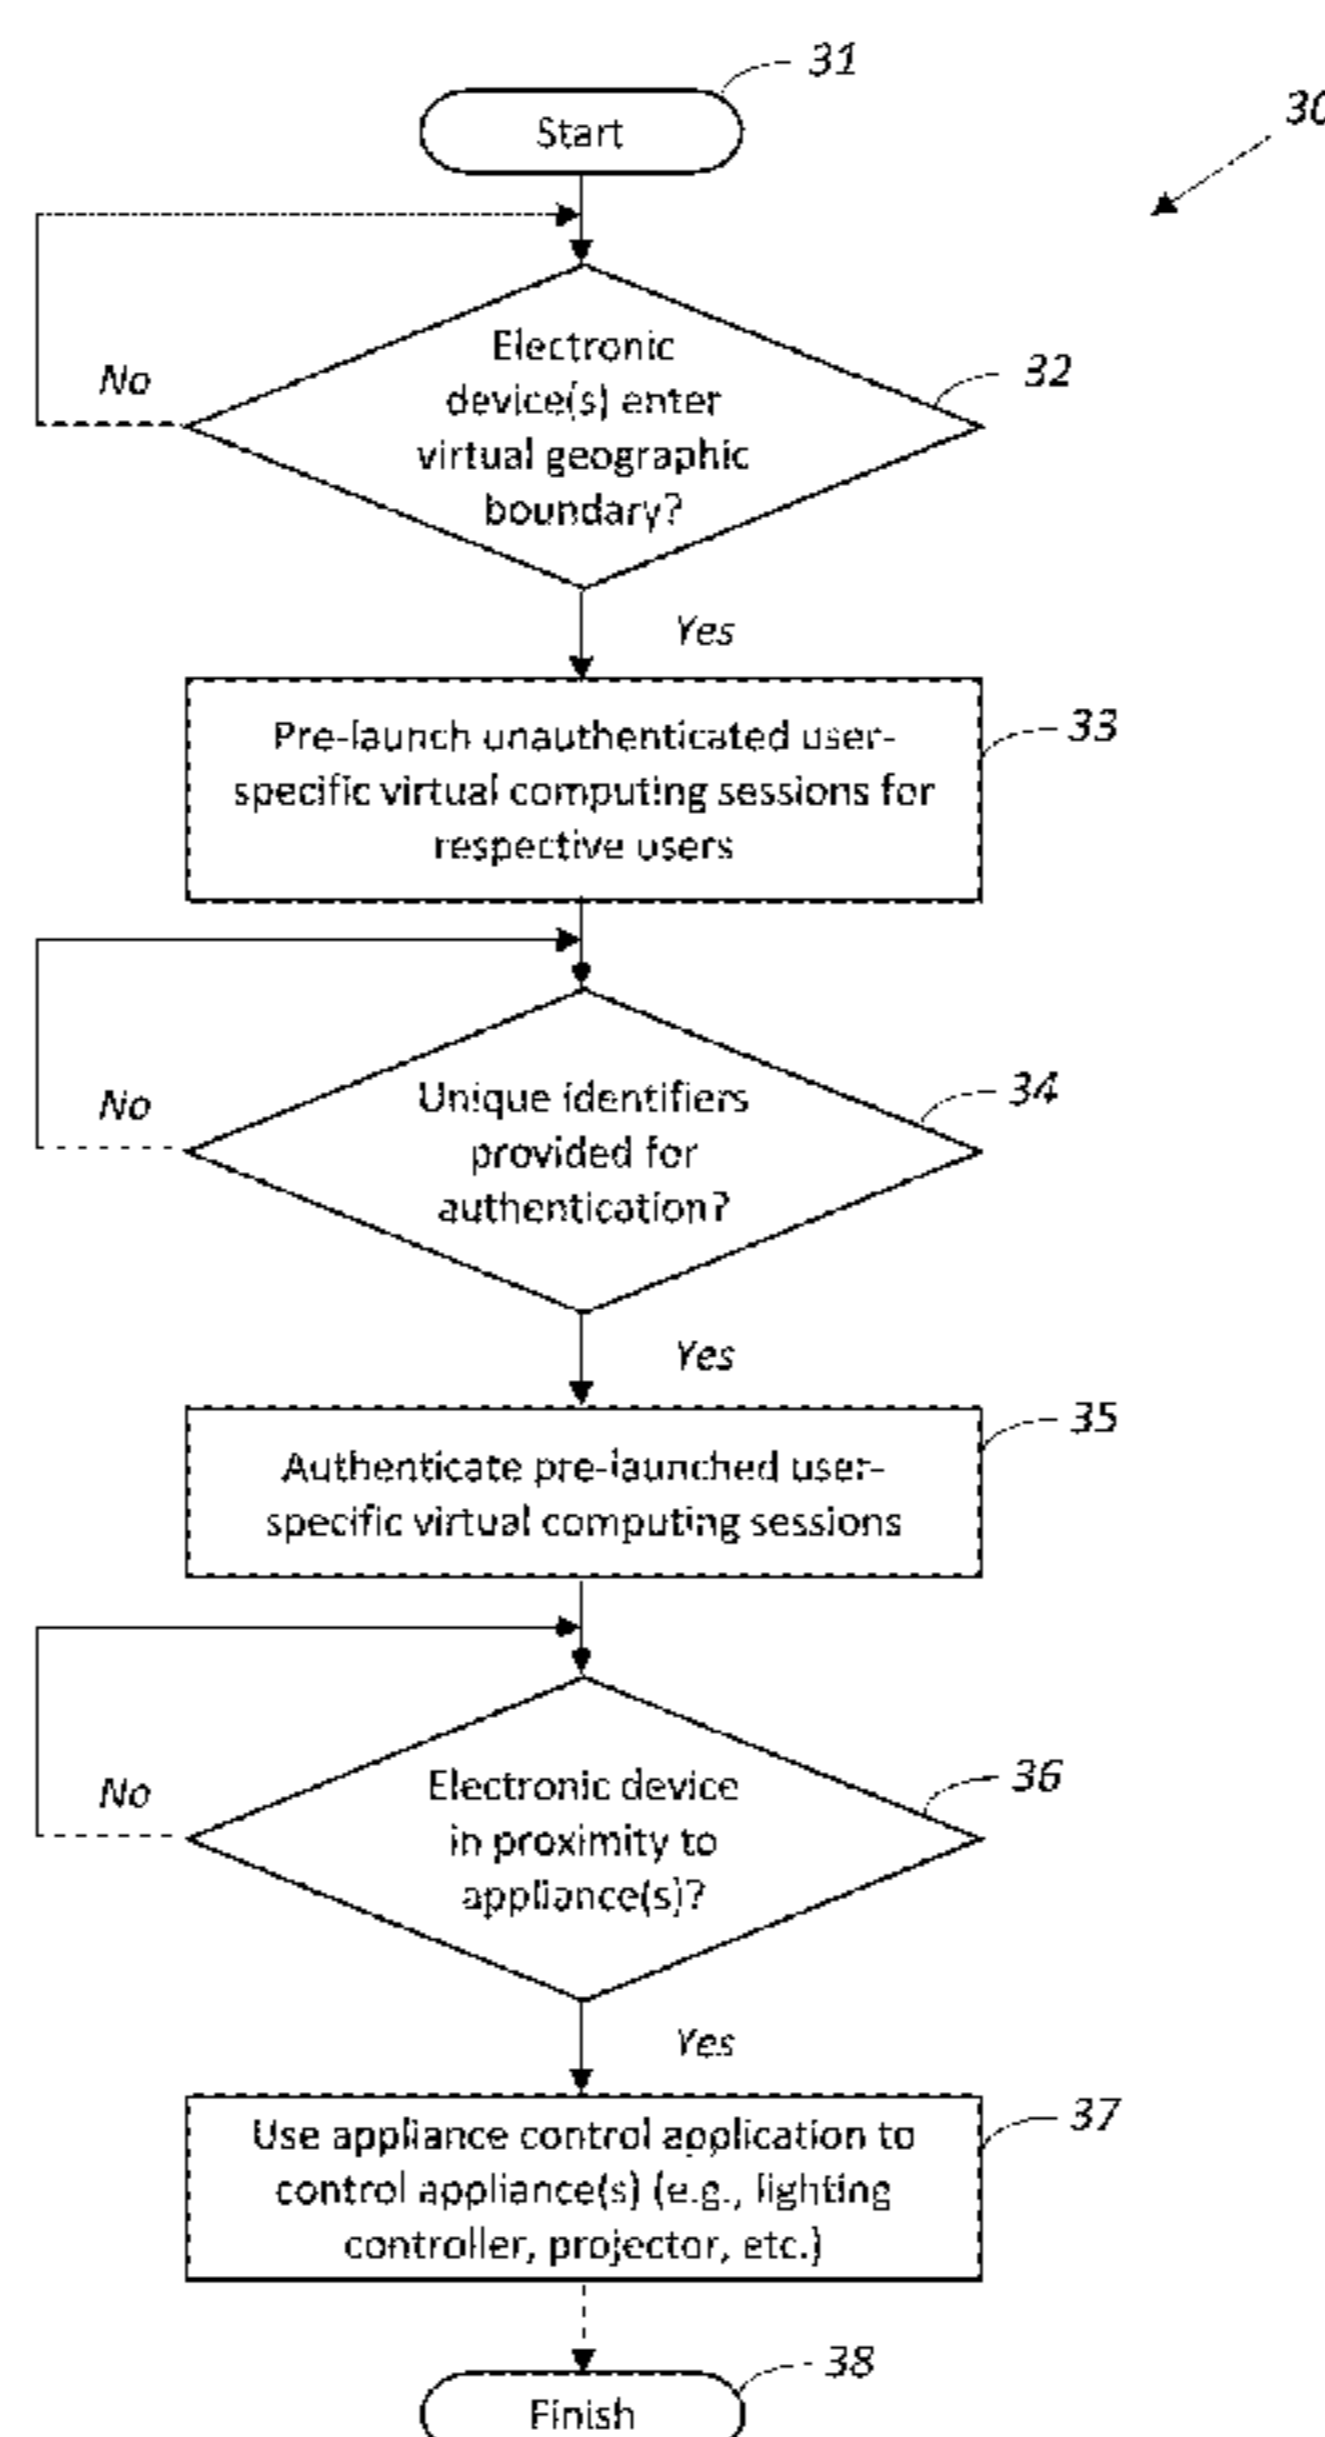 31
Start
30
No
Electronic
device(s) enter
virtual geographic
boundary?
32
Yes
Pre-launch unauthenticated user-
specific virtual computing sessions for
respective users
33
No
Unique identifiers
provided for
authentication?
34
Yes
Authenticate pre-launched user-
specific virtual computing sessions
35
No
Electronic device
in proximity to
appliance(s)?
36
Yes
Use appliance control application to
control appliance(s) (e.g., lighting
controller, projector, etc.)
37
38
Finish